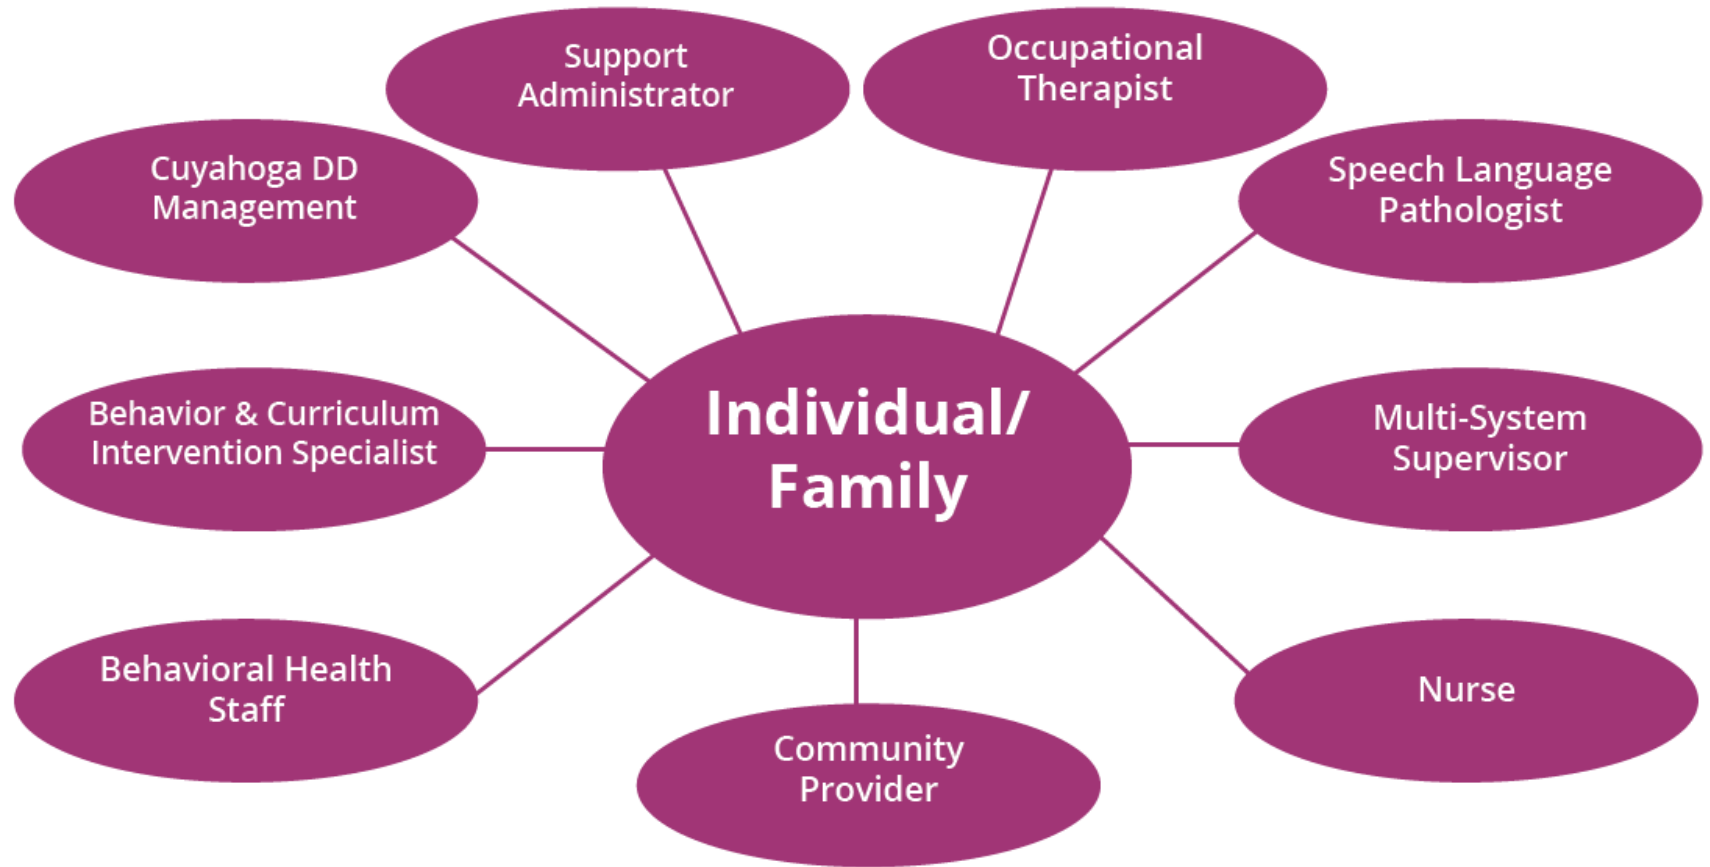 Support
Administrator
Occupational
Therapist
Cuyahoga DD
Management
Speech Language
Pathologist
Individual/
Family
Behavior & Curriculum
Intervention Specialist
Multi-System
Supervisor
Behavioral Health
Staff
Nurse
Community
Provider